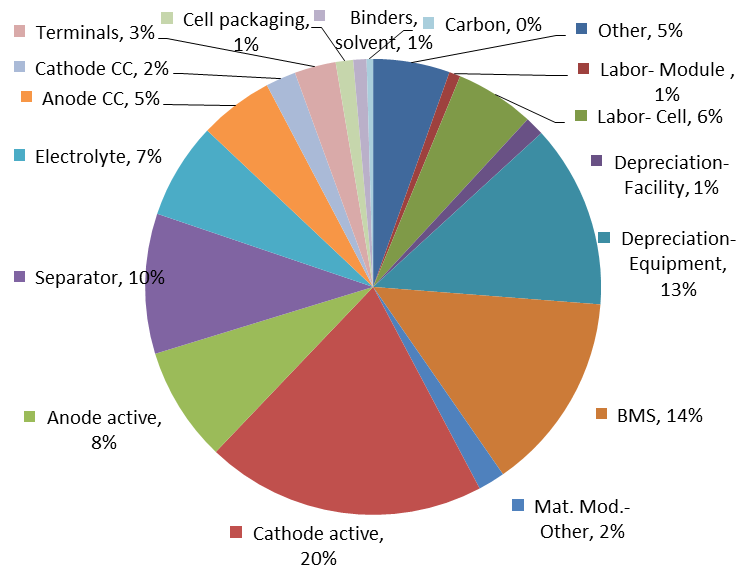 Cell packaging,
1%
Binders,
solvent, 1%
Carbon, 0%
Other, 5%
Labor- Module ,
1%
Labor- Cell, 6%
Depreciation-
Facility, 1%
Depreciation-
Equipment,
13%
BMS, 14%
Mat. Mod.-
Other, 2%
Cathode active,
20%
Anode active,
8%
Separator, 10%
Electrolyte, 7%
Anode CC, 5%
Cathode CC, 2%
Terminals, 3%